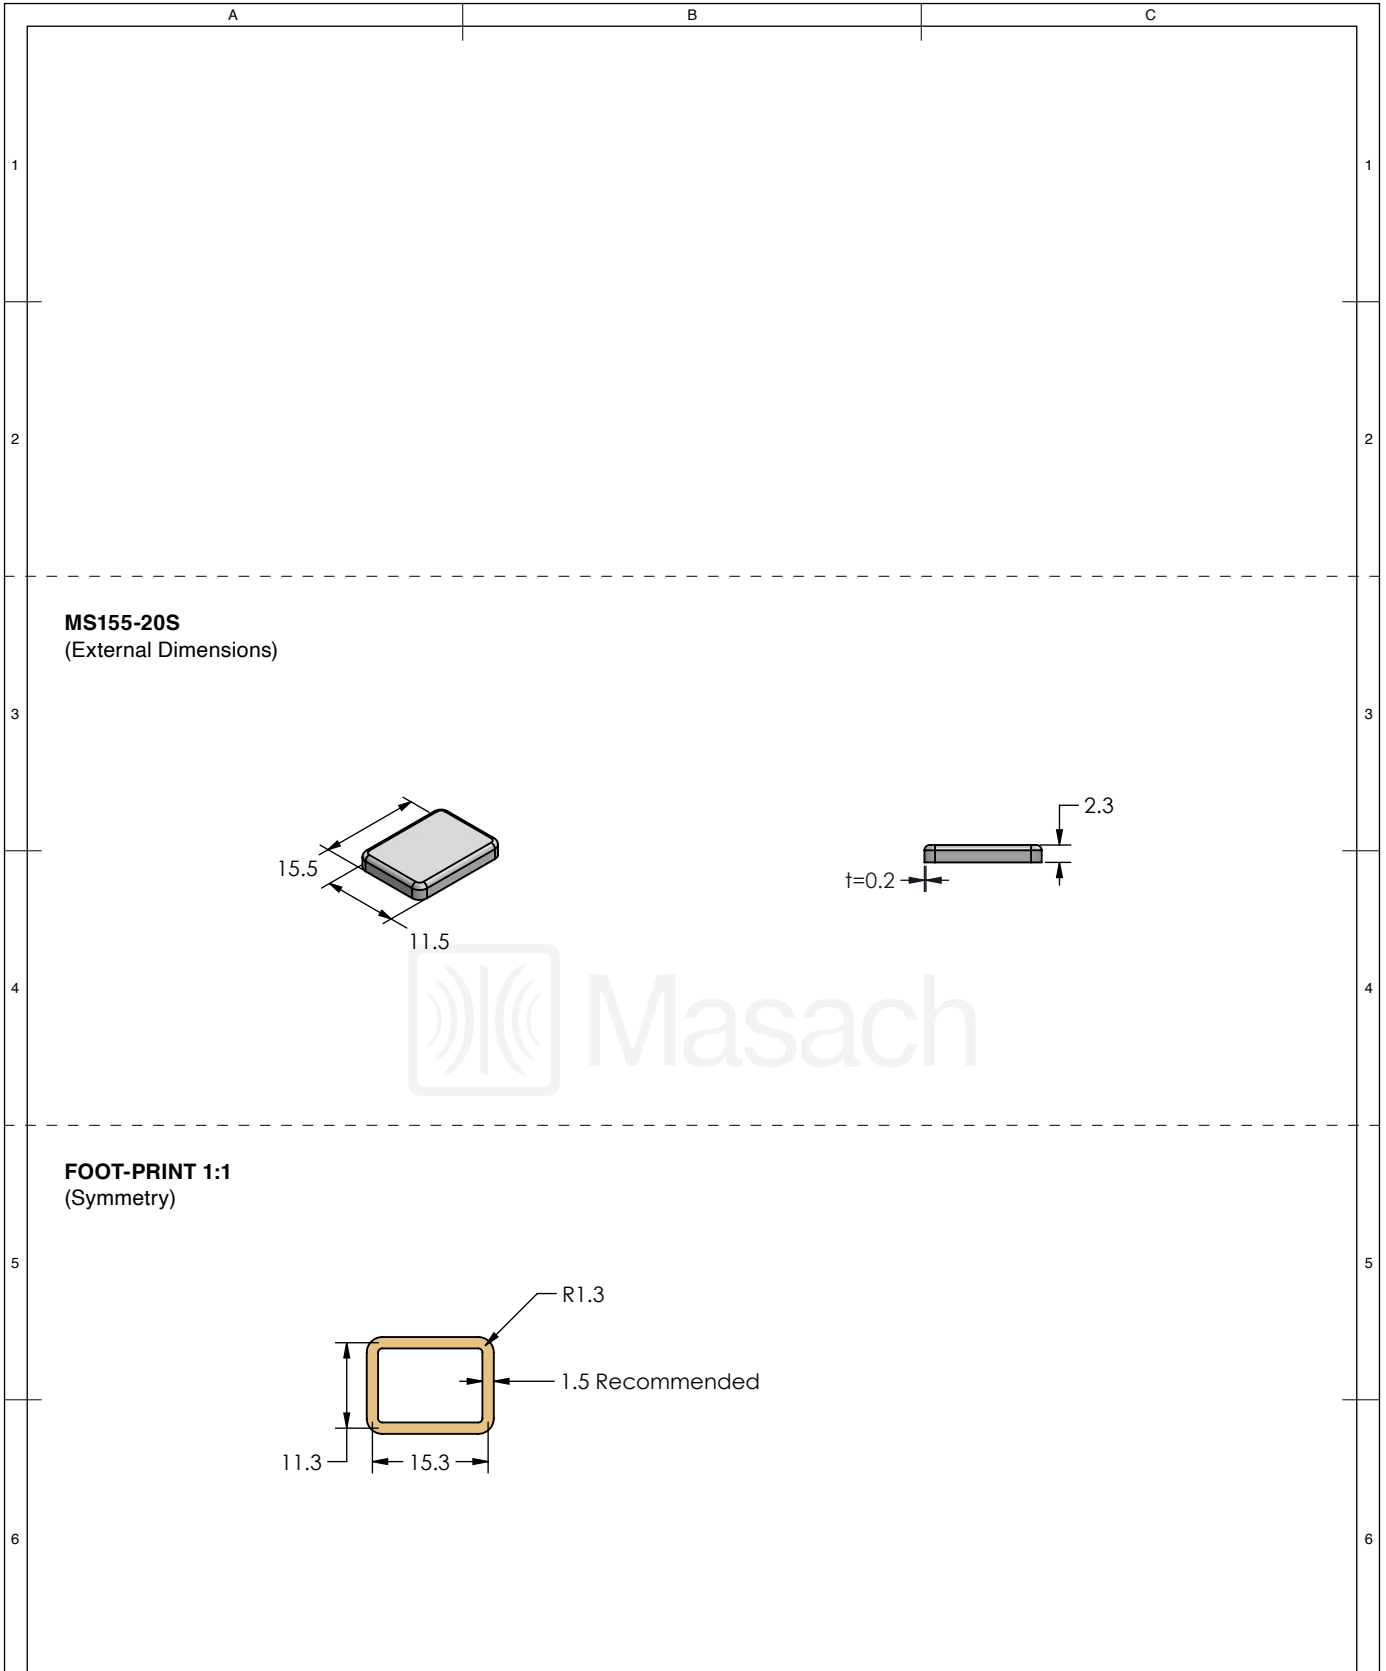 A B C
1 1
2 2
MS155-20S
(External Dimensions)
3 3
2.3
15.5
t=0.2
11.5
Masach
4 4
FOOT-PRINT 1:1
(Symmetry)
5 5
R1.3
1.5 Recommended
11.3 15.3
6 6